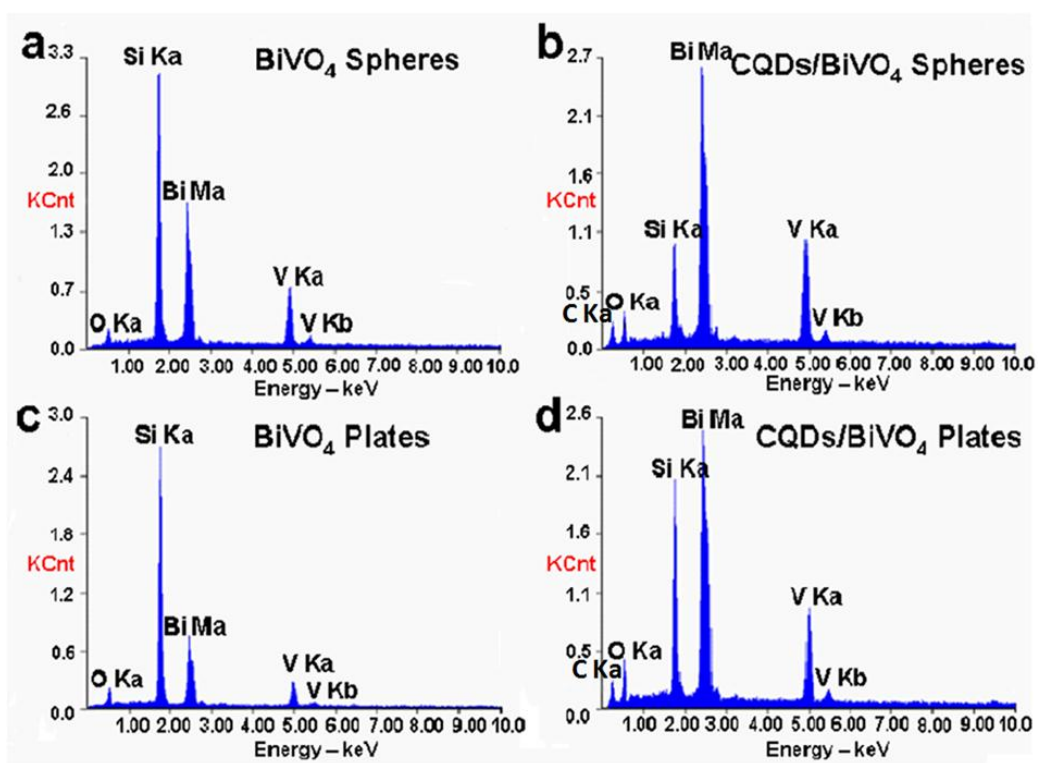 a
BiVO4 Spheres
3.3
2.6
2.0
KCnt
1.3
0.7
0.0
Si Ka
Bi Ma
V Ka
V Kb
O Ka
1.00 2.00 3.00 4.00 5.00 6.00 7.00 8.00 9.00 10.0
Energy – keV
b
CQDs/BiVO4 Spheres
2.7
2.1
1.6
KCnt
1.1
0.5
0.0
Bi Ma
Si Ka
V Ka
O Ka
C Ka
V Kb
1.00 2.00 3.00 4.00 5.00 6.00 7.00 8.00 9.00 10.0
Energy – keV
c
BiVO4 Plates
3.0
2.4
1.8
KCnt
1.2
0.6
0.0
Si Ka
Bi Ma
V Ka
O Ka
V Kb
1.00 2.00 3.00 4.00 5.00 6.00 7.00 8.00 9.00 10.0
Energy – keV
d
CQDs/BiVO4 Plates
2.6
2.1
1.6
KCnt
1.1
0.5
0.0
Bi Ma
Si Ka
V Ka
O Ka
C Ka
V Kb
1.00 2.00 3.00 4.00 5.00 6.00 7.00 8.00 9.00 10.0
Energy – keV